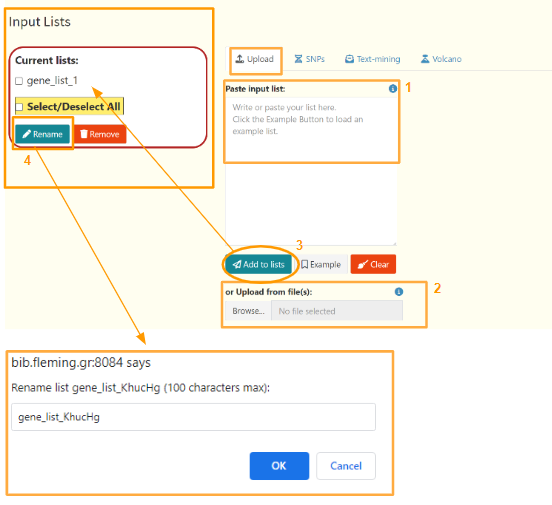 Input Lists
Current lists:
gene_list_1
Select/Deselect All
Rename
Remove
4
Upload
SNPs
Text-mining
Volcano
Paste input list:
1
Write or paste your list here.
Click the Example Button to load an
example list.
3
Add to lists
Example
Clear
or Upload from file(s):
2
Browse...
No file selected
bib.fleming.gr:8084 says
Rename list gene_list_KhucHg (100 characters max):
gene_list_KhucHg
OK
Cancel